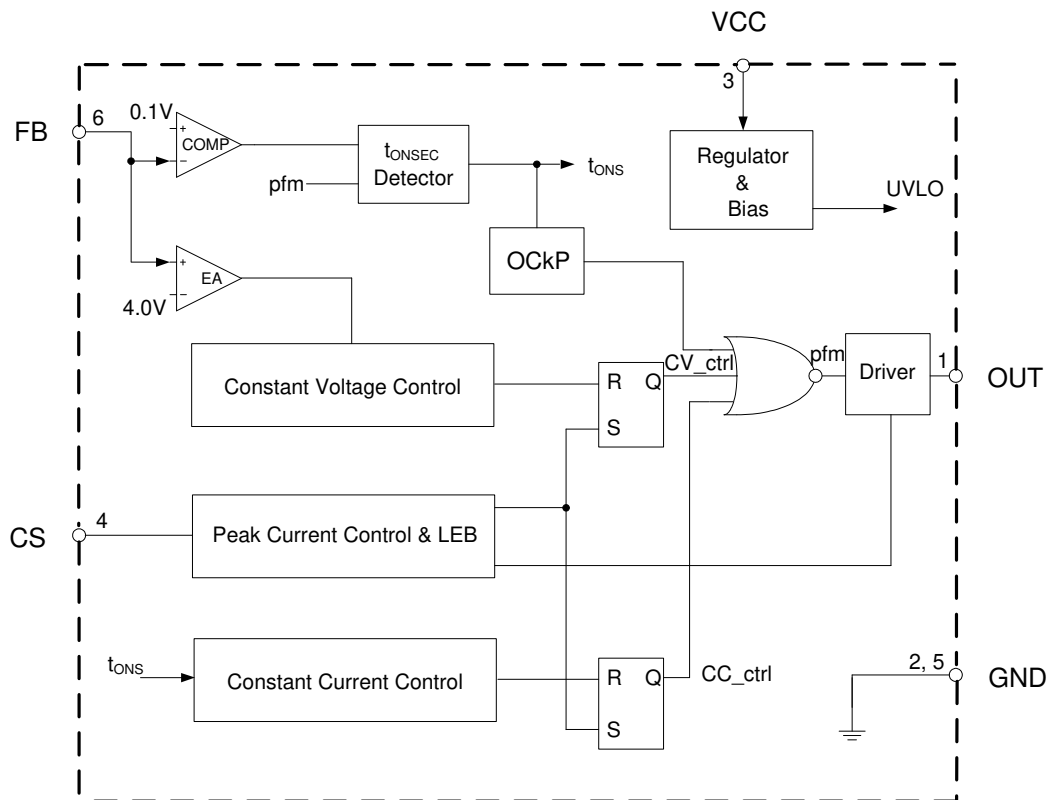 VCC
3
FB
6
0.1V
+
COMP
−
tONSEC
Detector
pfm
tONS
Regulator
&
Bias
UVLO
OCkP
+
EA
4.0V
−
Constant Voltage Control
R
Q
S
CV_ctrl
pfm
Driver
1
OUT
CS
4
Peak Current Control & LEB
tONS
Constant Current Control
R
Q
S
CC_ctrl
2, 5
GND